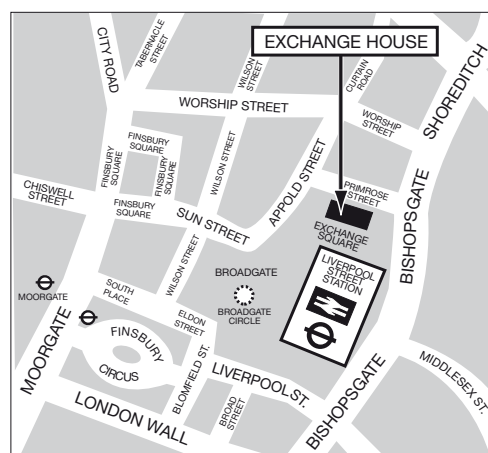 EXCHANGE HOUSE
CITY ROAD
TABERNACLE
STREET
WILSON STREET
CURTAIN
ROAD
SHOREDITCH
WORSHIP STREET
WORSHIP
STREET
FINSBURY
SQUARE
FINSBURY
SQUARE
FINSBURY
SQUARE
WILSON STREET
APPOLD STREET
PRIMROSE
STREET
CHISWELL
STREET
FINSBURY
SQUARE
SUN STREET
EXCHANGE
SQUARE
BISHOPSGATE
LIVERPOOL
STREET
STATION
WILSON STREET
BROADGATE
BROADGATE
CIRCLE
MOORGATE
SOUTH
PLACE
ELDON
STREET
FINSBURY
CIRCUS
MOORGATE
BLOMFIELD ST.
LIVERPOOL ST.
BROAD
STREET
BISHOPSGATE
MIDDLESEX ST.
LONDON WALL